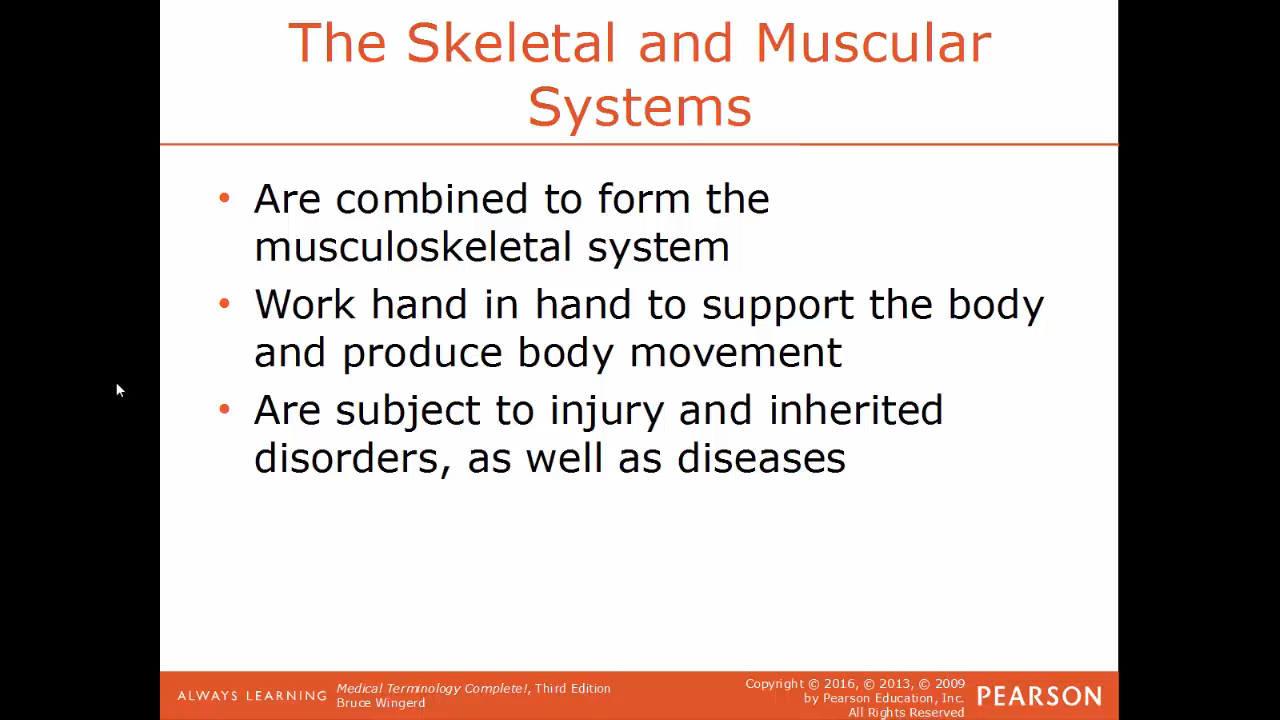 The Skeletal and Muscular
Systems
• Are combined to form the
musculoskeletal system
• Work hand in hand to support the body
and produce body movement
• Are subject to injury and inherited
disorders, as well as diseases
ALWAYS LEARNING
Medical Terminology Complete!, Third Edition
Bruce Wingerd
Copyright © 2016, © 2013, © 2009
by Pearson Education, Inc.
All Rights Reserved
PEARSON